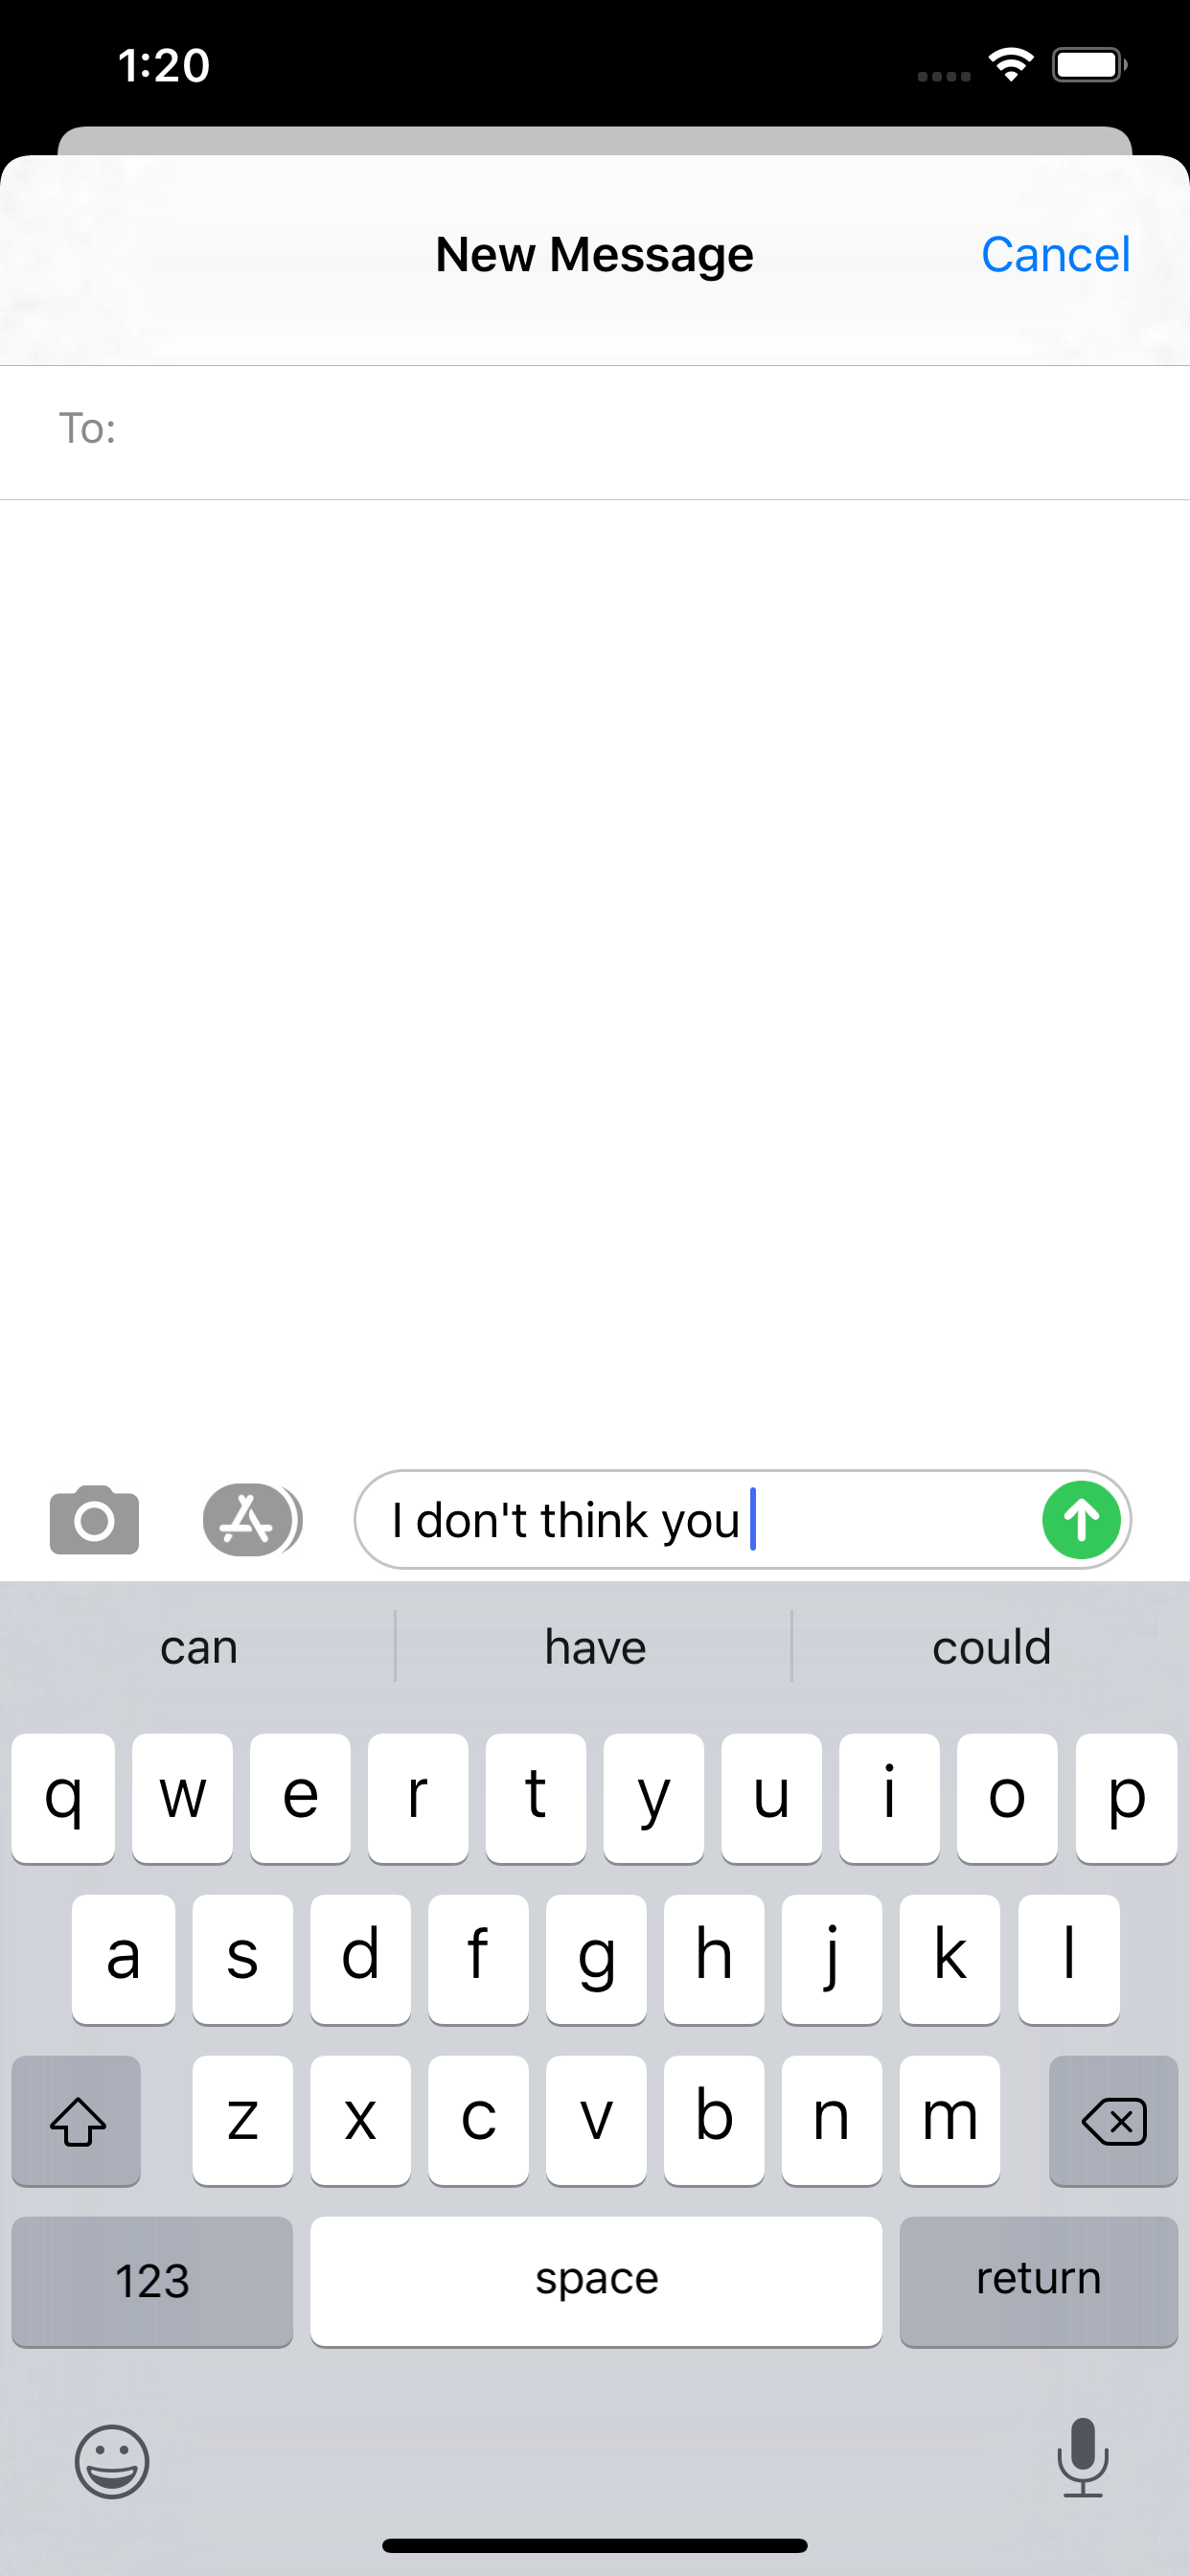 1:20
New Message
Cancel
To:
I don't think you
can
have
could
q w e r t y u i o p
a s d f g h j k l
z x c v b n m
123
space
return